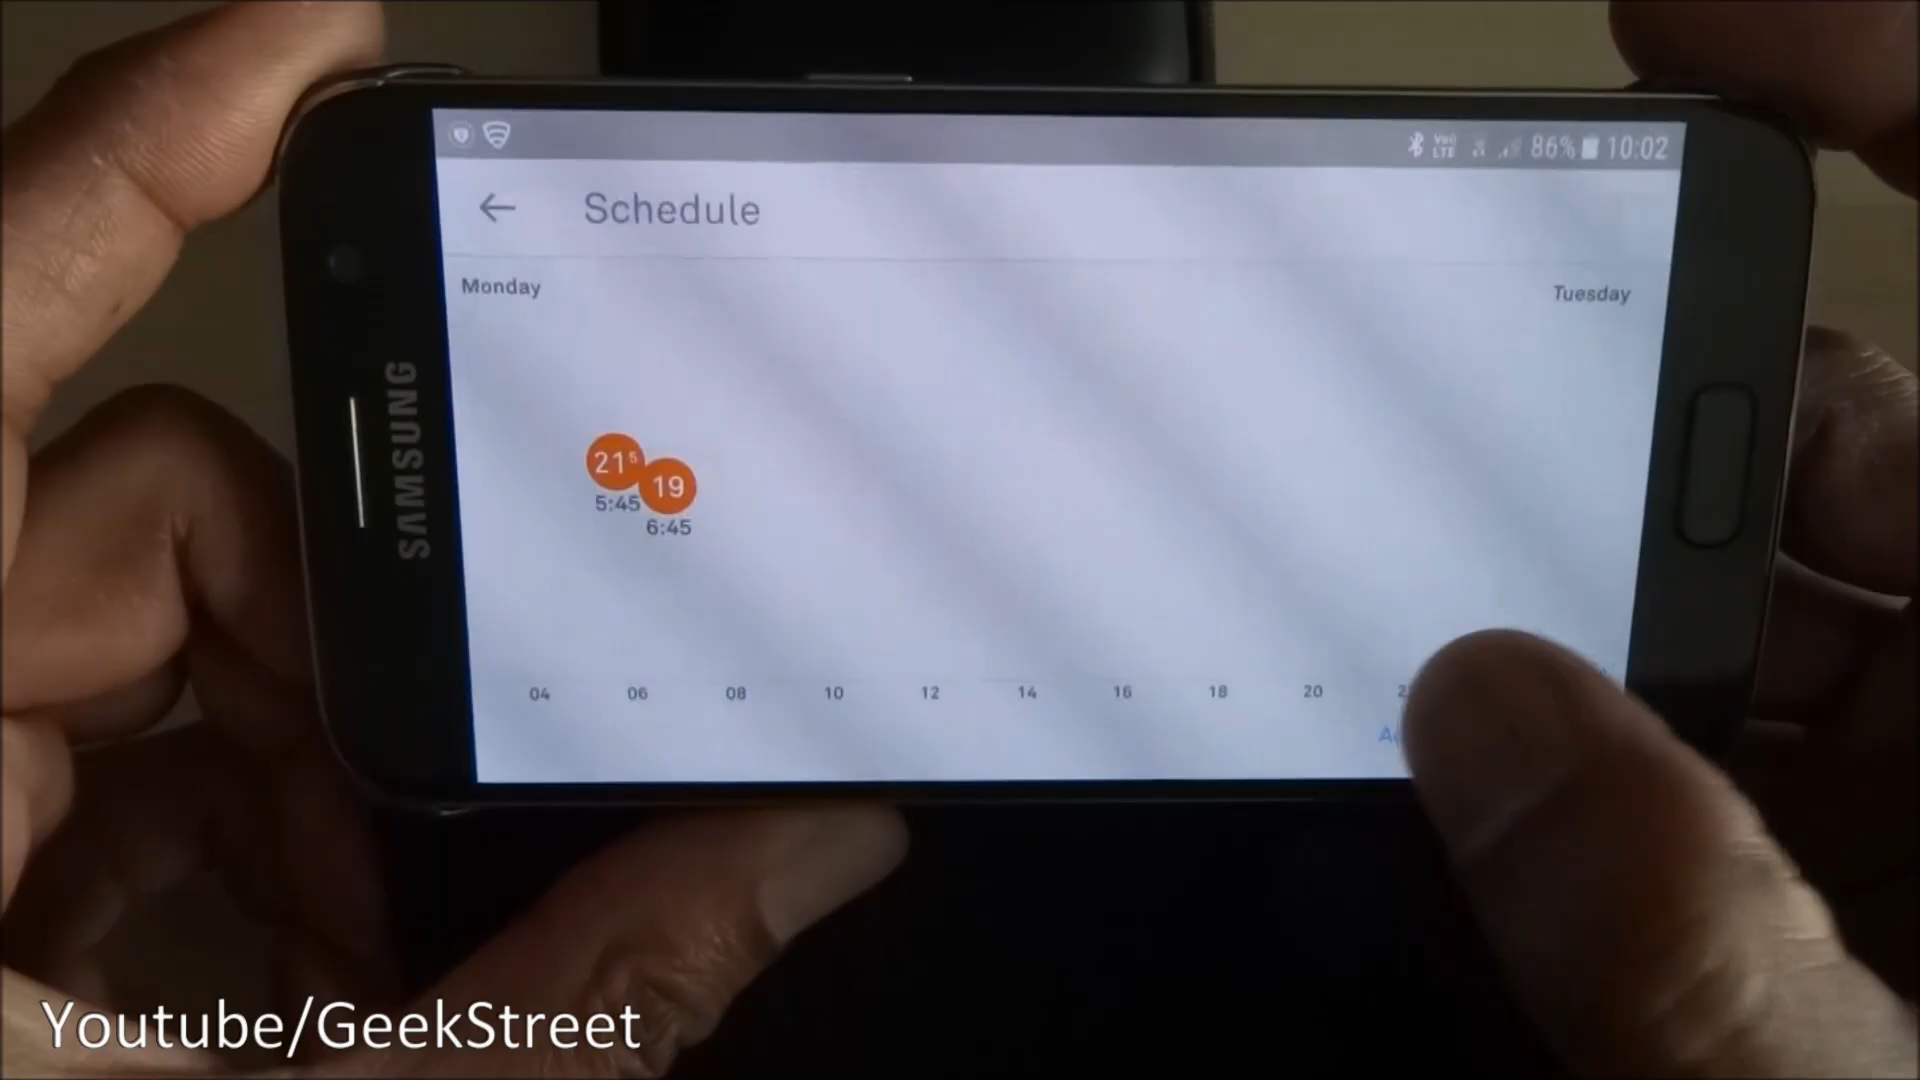 86% 10:02
Schedule
Monday
Tuesday
21⁵
5:45
19
6:45
04 06 08 10 12 14 16 18 20
SAMSUNG
Youtube/GeekStreet